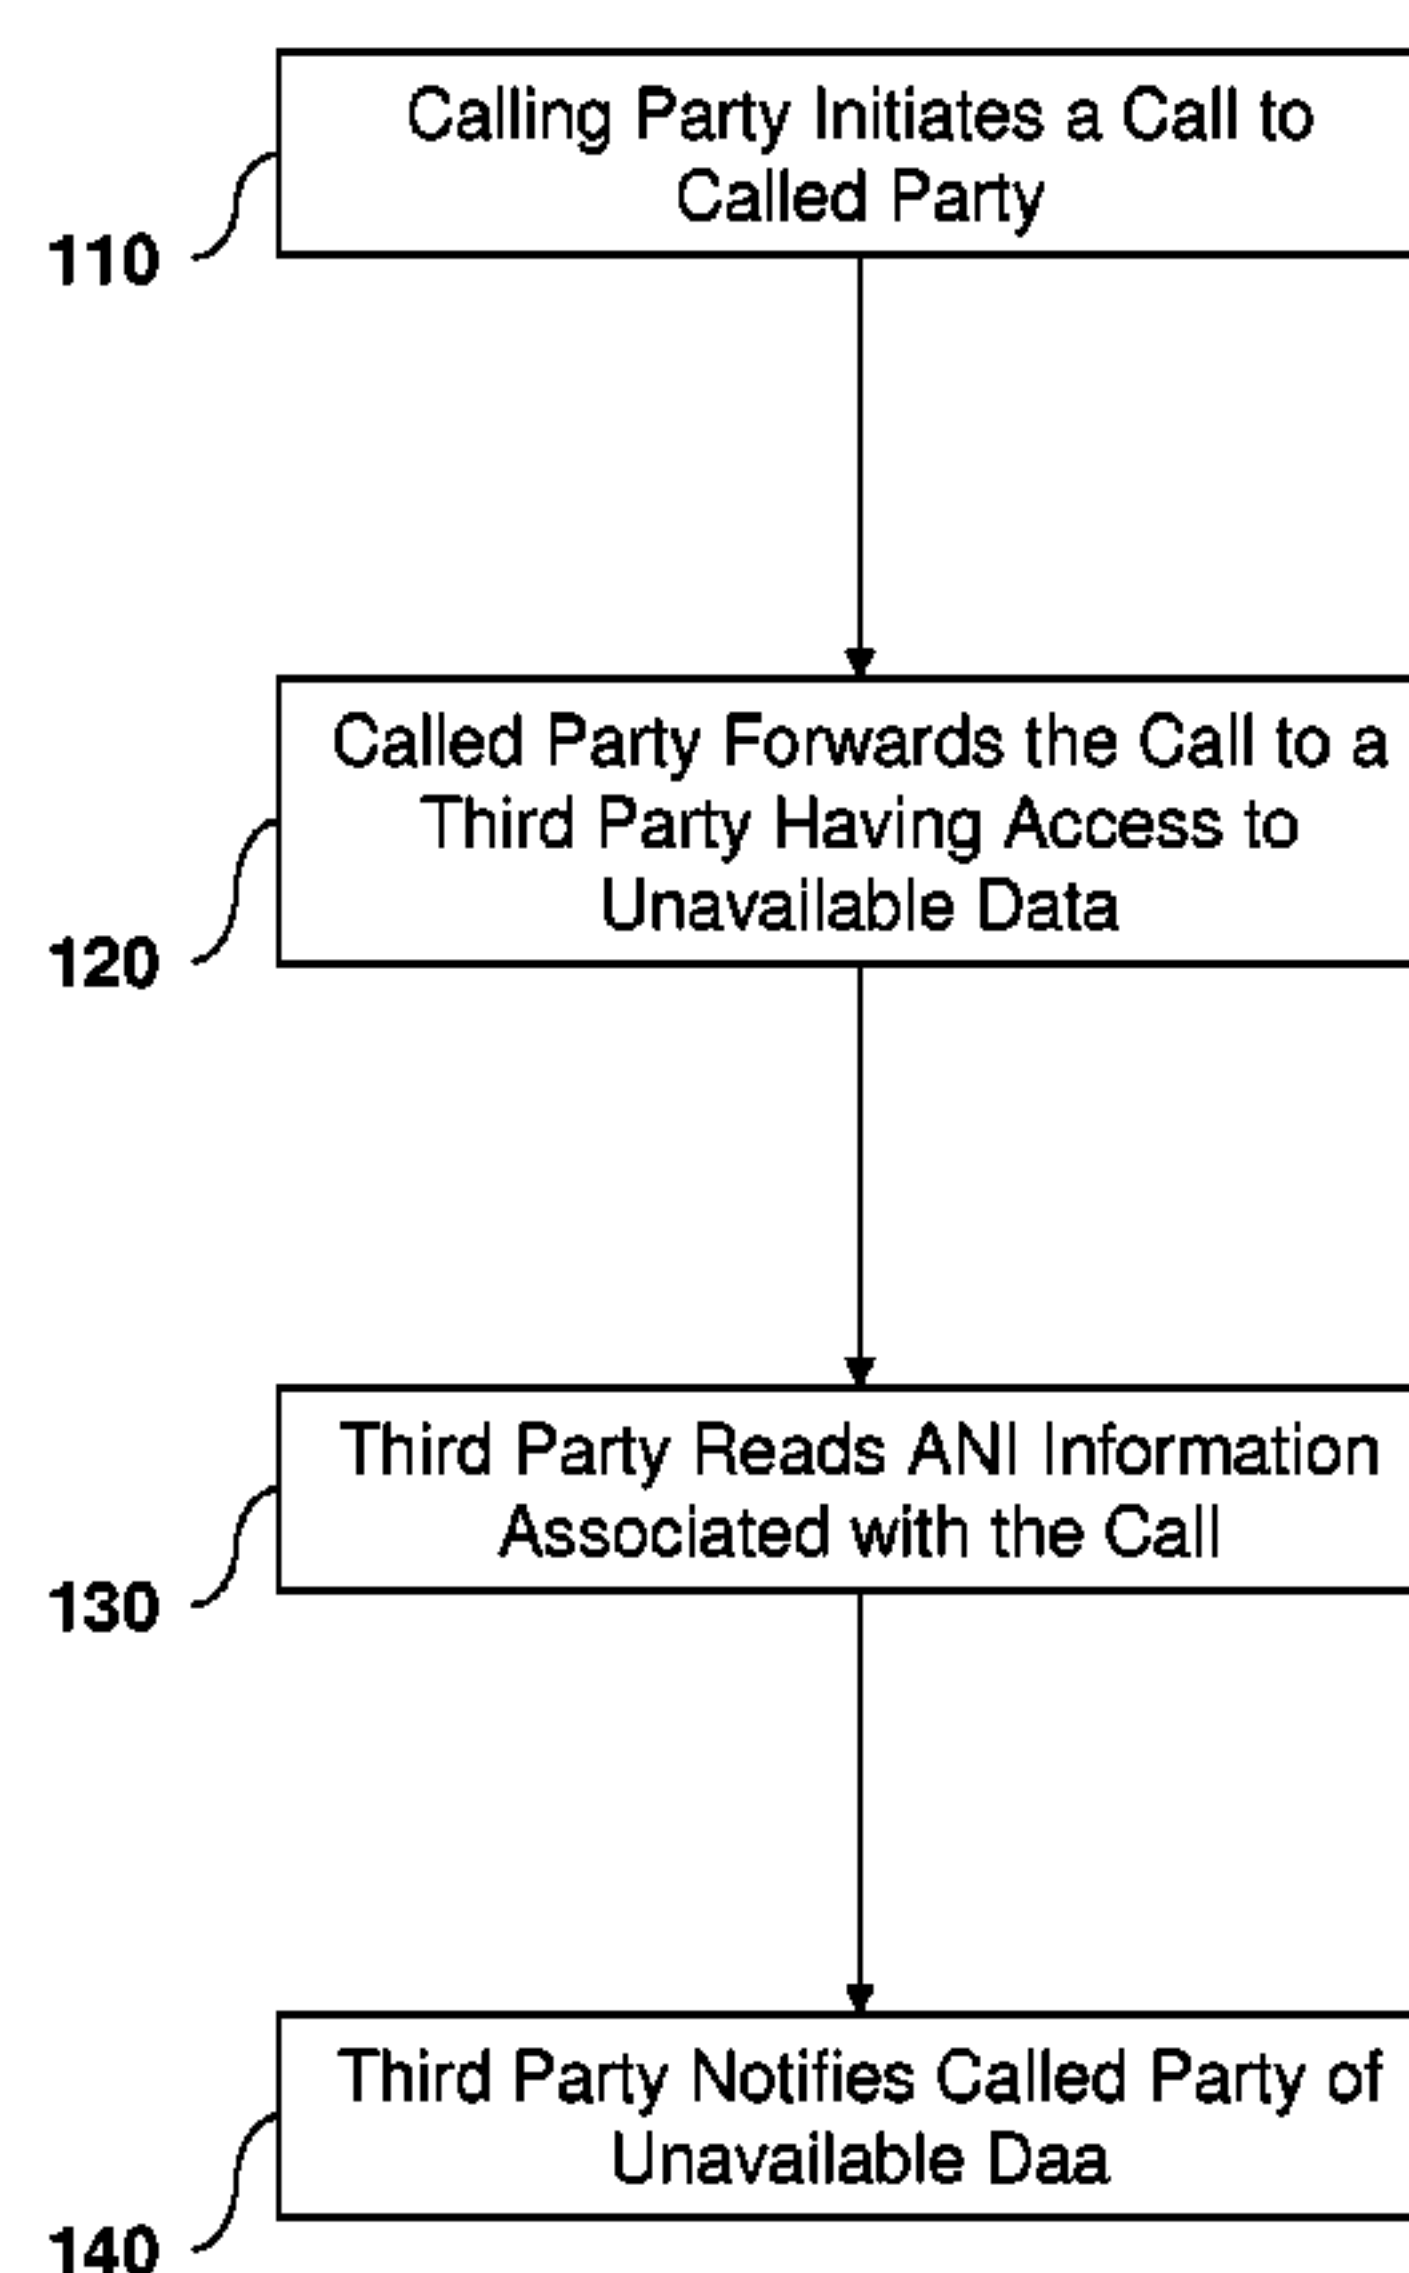 Calling Party Initiates a Call to
Called Party
110
Called Party Forwards the Call to a
Third Party Having Access to
Unavailable Data
120
Third Party Reads ANI Information
Associated with the Call
130
Third Party Notifies Called Party of
Unavailable Daa
140